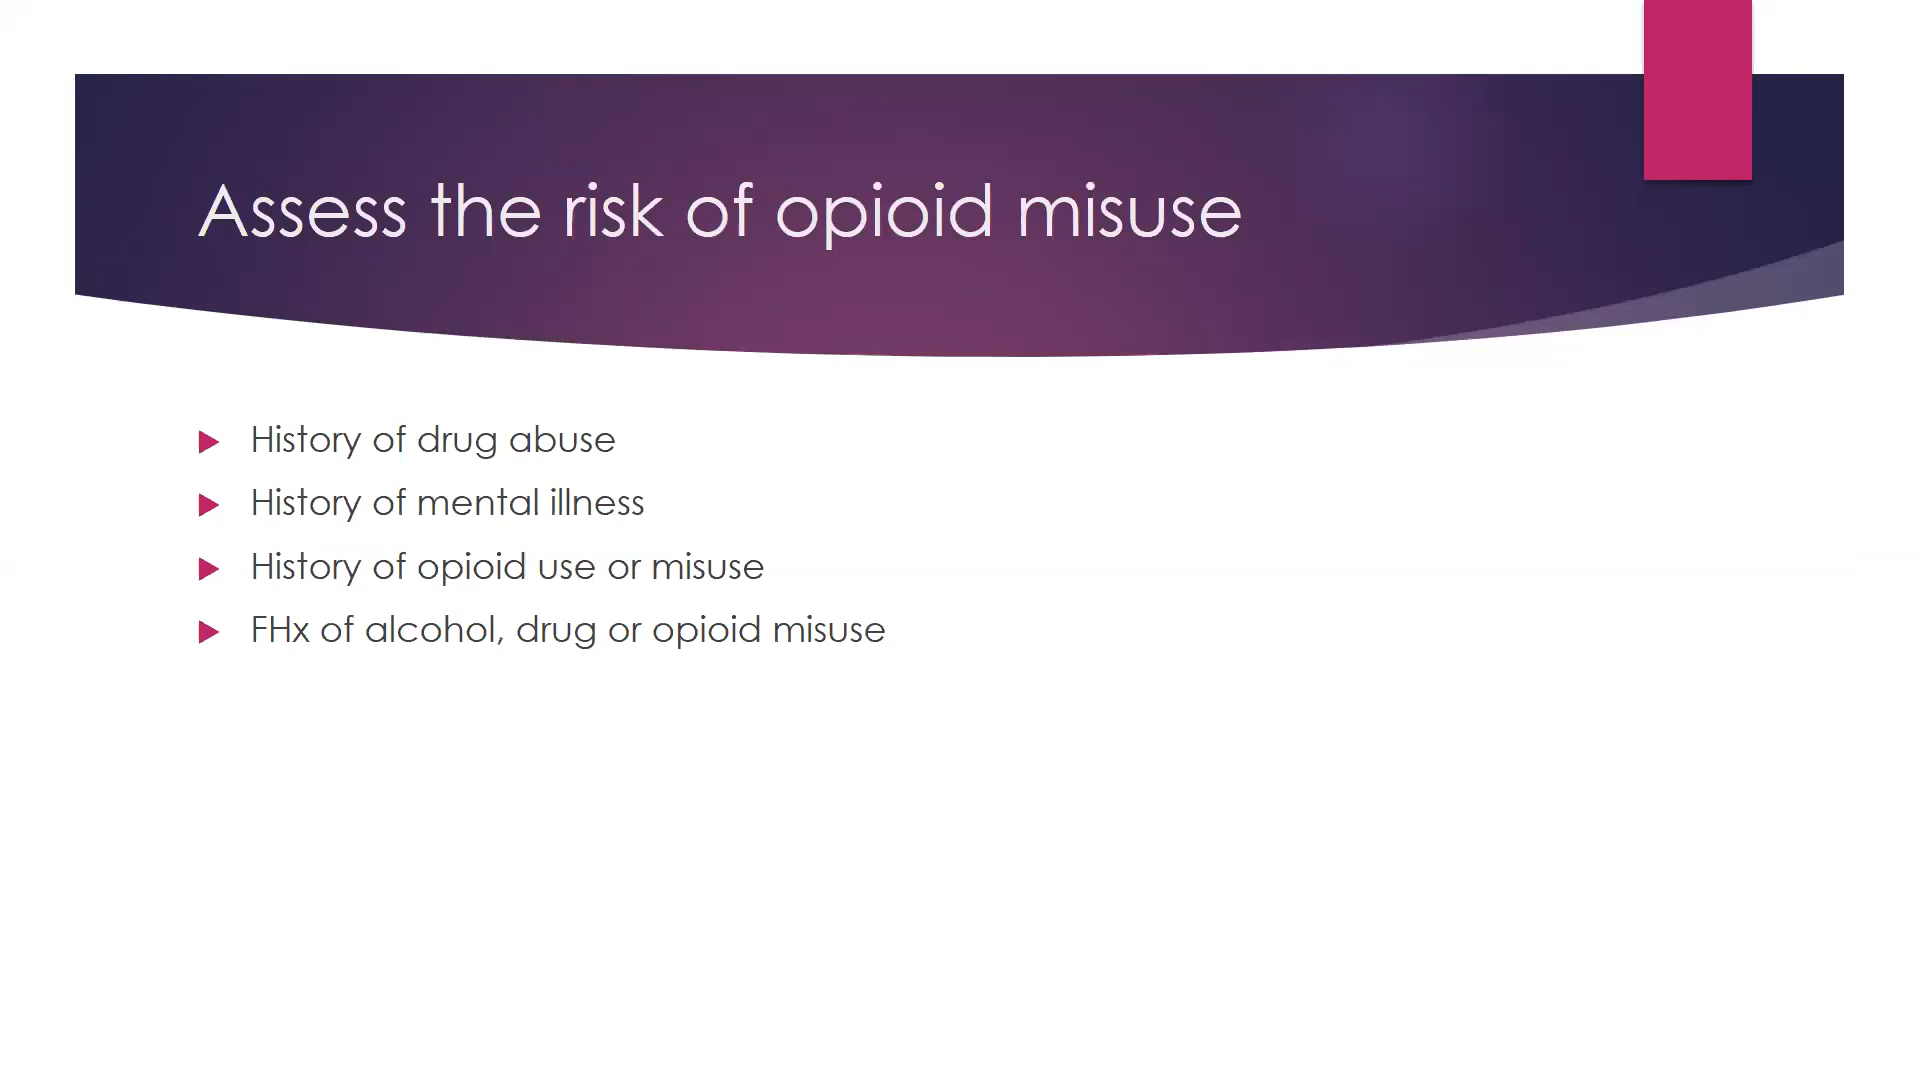 Assess the risk of opioid misuse
History of drug abuse
History of mental illness
History of opioid use or misuse
FHx of alcohol, drug or opioid misuse